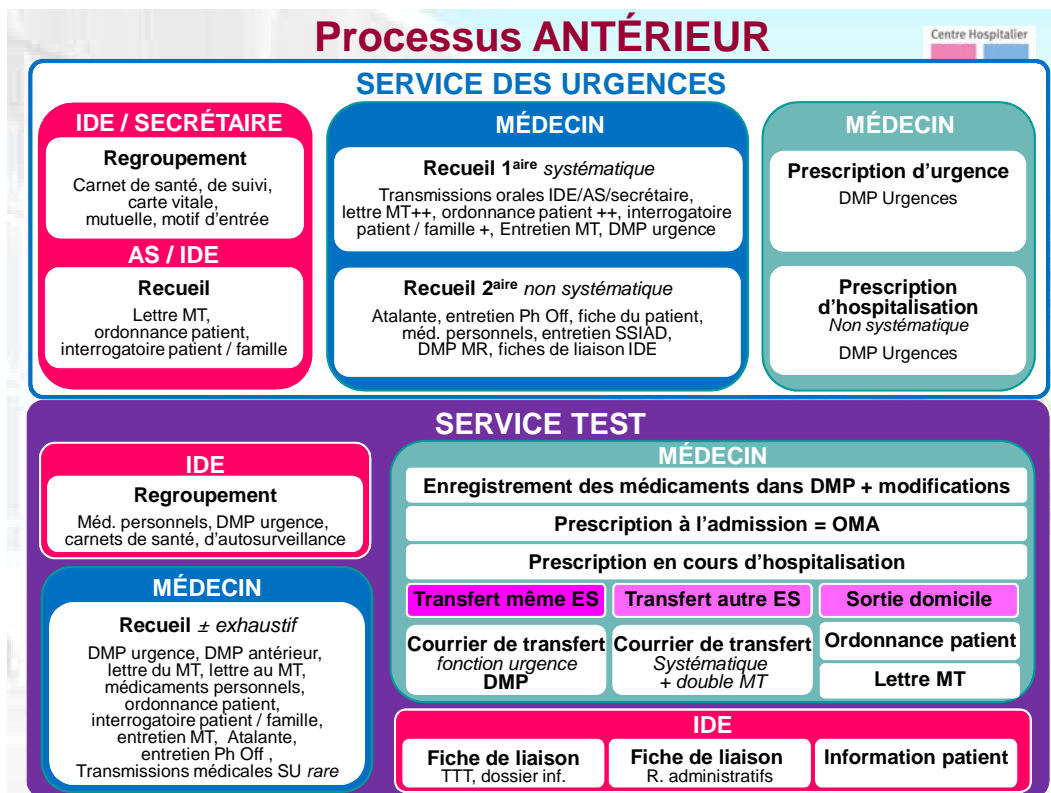 Processus ANTÉRIEUR
Centre Hospitalier
SERVICE DES URGENCES
IDE / SECRÉTAIRE
Regroupement
Carnet de santé, de suivi,
carte vitale,
mutuelle, motif d'entrée
AS / IDE
Recueil
Lettre MT,
ordonnance patient,
interrogatoire patient / famille
MÉDECIN
Recueil 1aire systématique
Transmissions orales IDE/AS/secrétaire,
lettre MT++, ordonnance patient ++, interrogatoire
patient / famille +, Entretien MT, DMP urgence
Recueil 2aire non systématique
Atalante, entretien Ph Off, fiche du patient,
méd. personnels, entretien SSIAD,
DMP MR, fiches de liaison IDE
MÉDECIN
Prescription d'urgence
DMP Urgences
Prescription
d'hospitalisation
Non systématique
DMP Urgences
SERVICE TEST
IDE
Regroupement
Méd. personnels, DMP urgence,
carnets de santé, d'autosurveillance
MÉDECIN
Recueil ± exhaustif
DMP urgence, DMP antérieur,
lettre du MT, lettre au MT,
médicaments personnels,
ordonnance patient,
interrogatoire patient / famille,
entretien MT, Atalante,
entretien Ph Off ,
Transmissions médicales SU rare
MÉDECIN
Enregistrement des médicaments dans DMP + modifications
Prescription à l'admission = OMA
Prescription en cours d'hospitalisation
Transfert même ES
Courrier de transfert
fonction urgence
DMP
Transfert autre ES
Courrier de transfert
Systématique
+ double MT
Sortie domicile
Ordonnance patient
Lettre MT
IDE
Fiche de liaison
TTT, dossier inf.
Fiche de liaison
R. administratifs
Information patient